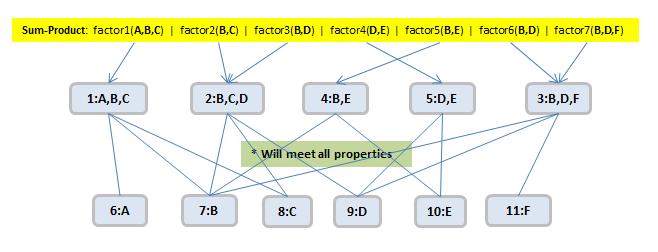 Sum-Product: factor1(A,B,C) | factor2(B,C) | factor3(B,D) | factor4(D,E) | factor5(B,E) | factor6(B,D) | factor7(B,D,F)
1:A,B,C 2:B,C,D 4:B,E 5:D,E 3:B,D,F
* Will meet all properties
6:A 7:B 8:C 9:D 10:E 11:F